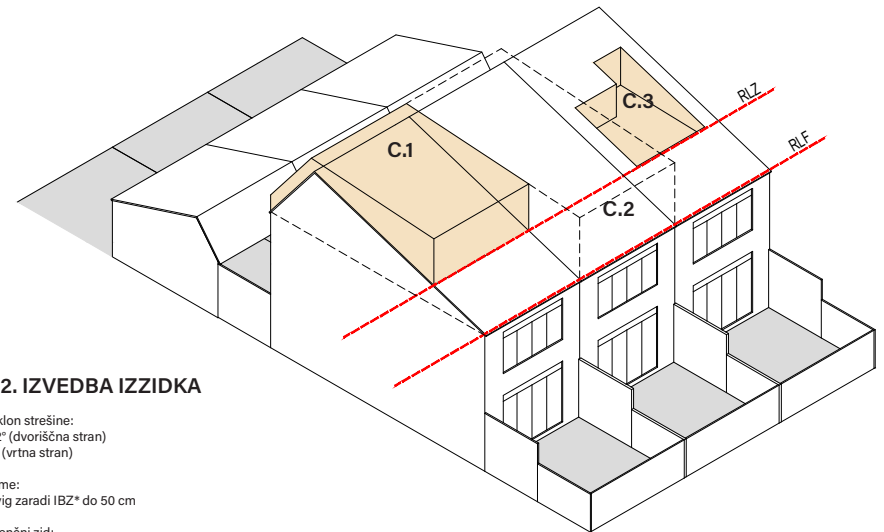 RLZ
C.3
RLF
C.1
C.2
2. IZVEDBA IZZIDKA
klon strešine:
2° (dvoriščna stran)
(vrtna stran)
me:
vig zaradi IBZ* do 50 cm